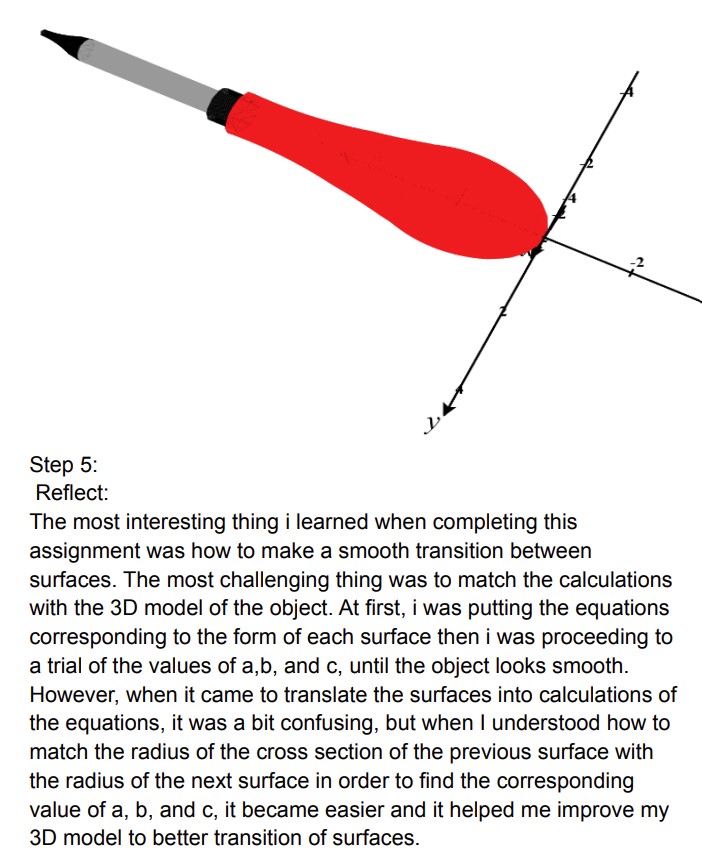 -4
-2
-4
-2
-2
2
4
y
Step 5:
Reflect:
The most interesting thing i learned when completing this
assignment was how to make a smooth transition between
surfaces. The most challenging thing was to match the calculations
with the 3D model of the object. At first, i was putting the equations
corresponding to the form of each surface then i was proceeding to
a trial of the values of a,b, and c, until the object looks smooth.
However, when it came to translate the surfaces into calculations of
the equations, it was a bit confusing, but when I understood how to
match the radius of the cross section of the previous surface with
the radius of the next surface in order to find the corresponding
value of a, b, and c, it became easier and it helped me improve my
3D model to better transition of surfaces.